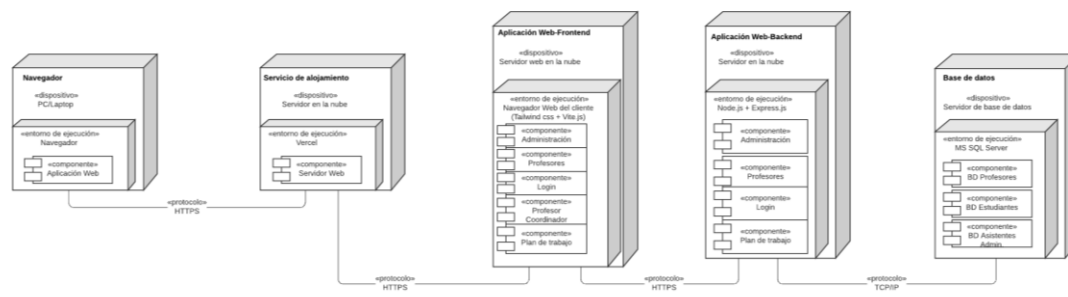 Navegador
«dispositivo»
PC/Laptop
«entorno de ejecución»
Navegador
«componente»
Aplicación Web
«protocolo»
HTTPS
Servicio de alojamiento
«dispositivo»
Servidor en la nube
«entorno de ejecución»
Vercel
«componente»
Servidor Web
«protocolo»
HTTPS
Aplicación Web-Frontend
«dispositivo»
Servidor web en la nube
«entorno de ejecución»
Navegador Web del cliente
(Tailwind css + Vite.js)
«componente»
Administración
«componente»
Profesores
«componente»
Login
«componente»
Profesor
Coordinador
«componente»
Plan de trabajo
«protocolo»
HTTPS
Aplicación Web-Backend
«dispositivo»
Servidor en la nube
«entorno de ejecución»
Node.js + Express.js
«componente»
Administración
«componente»
Profesores
«componente»
Login
«componente»
Plan de trabajo
«protocolo»
TCP/IP
Base de datos
«dispositivo»
Servidor de base de datos
«entorno de ejecución»
MS SQL Server
«componente»
BD Profesores
«componente»
BD Estudiantes
«componente»
BD Asistentes
Admin.